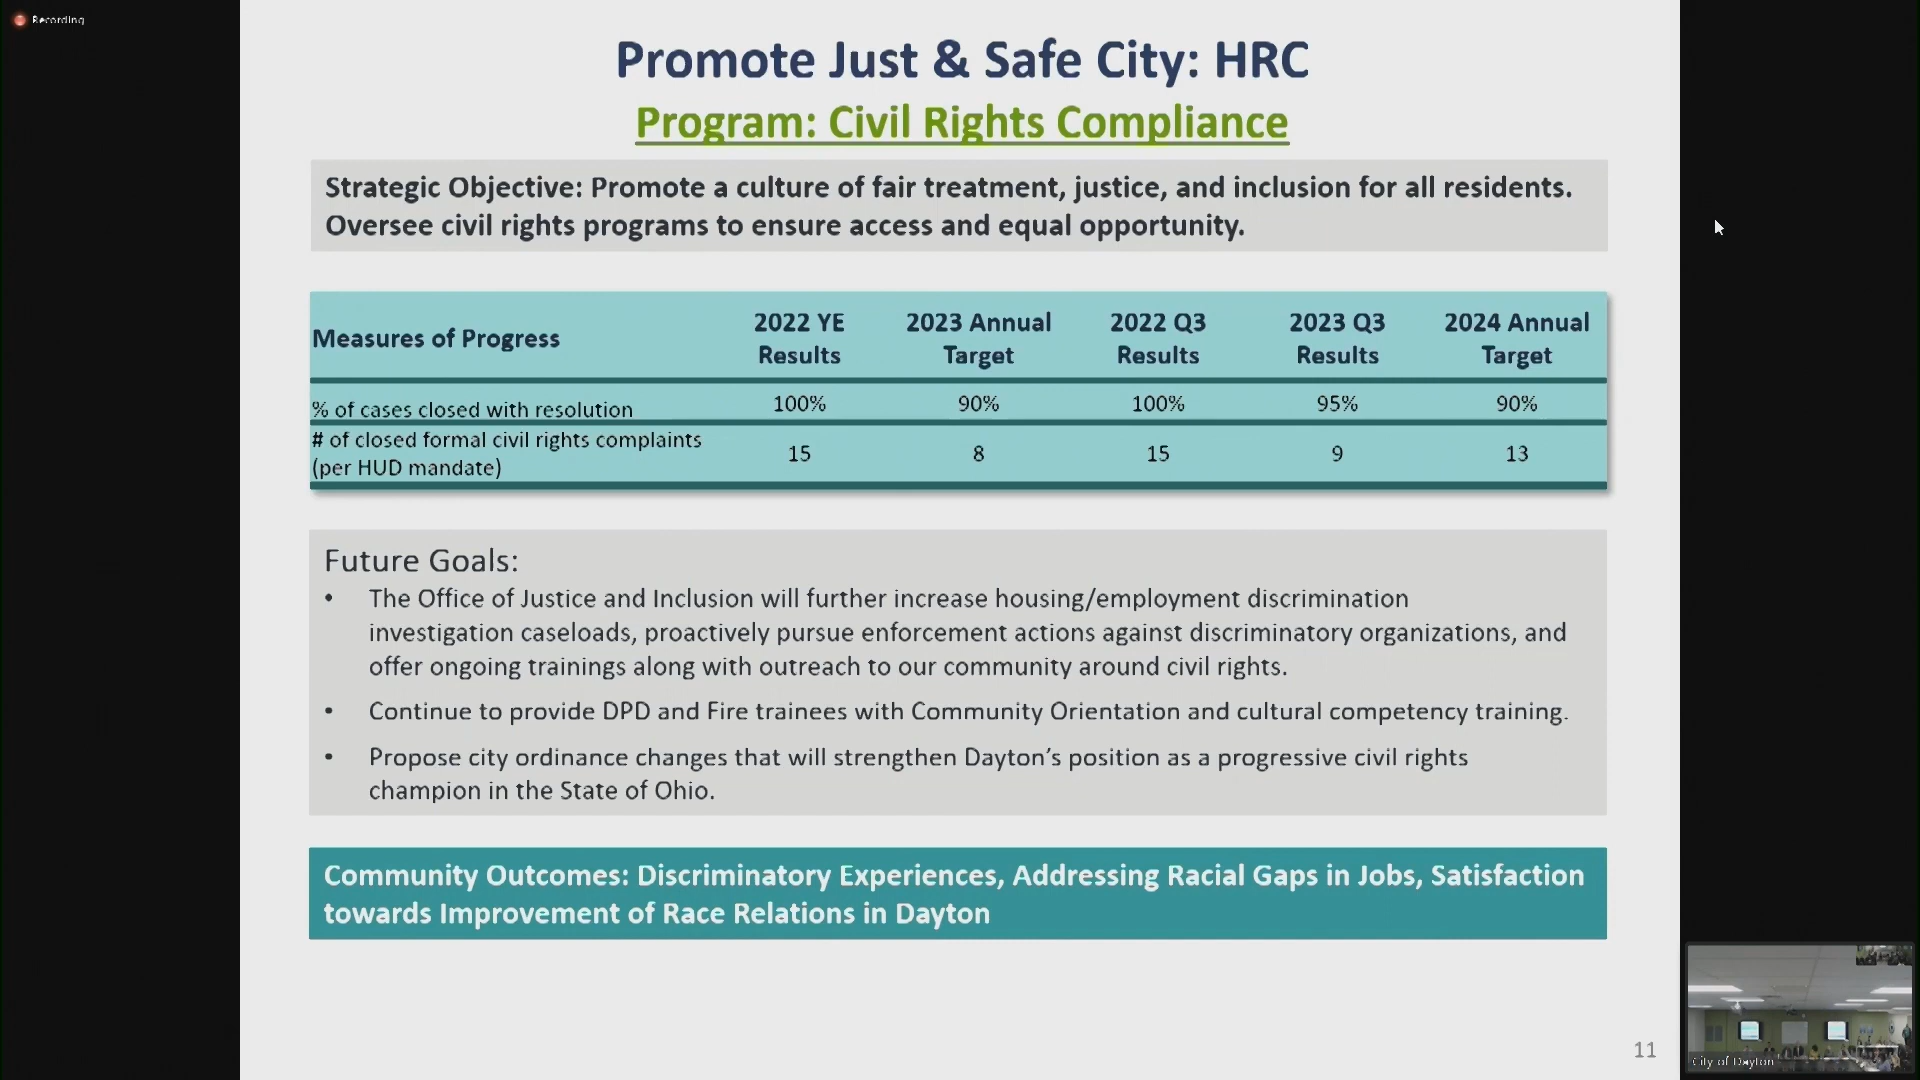 Recording
Promote Just & Safe City: HRC
Program: Civil Rights Compliance
Strategic Objective: Promote a culture of fair treatment, justice, and inclusion for all residents.
Oversee civil rights programs to ensure access and equal opportunity.
Measures of Progress
2022 YE Results
2023 Annual Target
2022 Q3 Results
2023 Q3 Results
2024 Annual Target
% of cases closed with resolution 100% 90% 100% 95% 90%
# of closed formal civil rights complaints
(per HUD mandate)
15 8 15 9 13
Future Goals:
• The Office of Justice and Inclusion will further increase housing/employment discrimination
investigation caseloads, proactively pursue enforcement actions against discriminatory organizations, and
offer ongoing trainings along with outreach to our community around civil rights.
• Continue to provide DPD and Fire trainees with Community Orientation and cultural competency training.
• Propose city ordinance changes that will strengthen Dayton’s position as a progressive civil rights
champion in the State of Ohio.
Community Outcomes: Discriminatory Experiences, Addressing Racial Gaps in Jobs, Satisfaction
towards Improvement of Race Relations in Dayton
11
City of Dayton